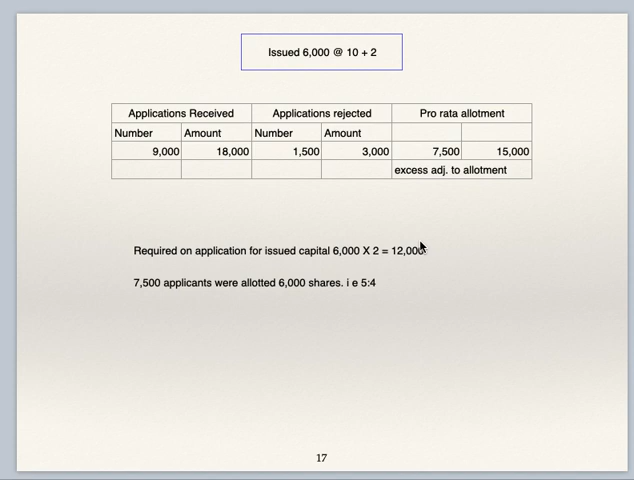 Issued 6,000 @ 10 + 2
Applications Received Applications rejected Pro rata allotment
Number Amount Number Amount
9,000 18,000 1,500 3,000 7,500 15,000
excess adj. to allotment
Required on application for issued capital 6,000 X 2 = 12,000
7,500 applicants were allotted 6,000 shares. i e 5:4
17